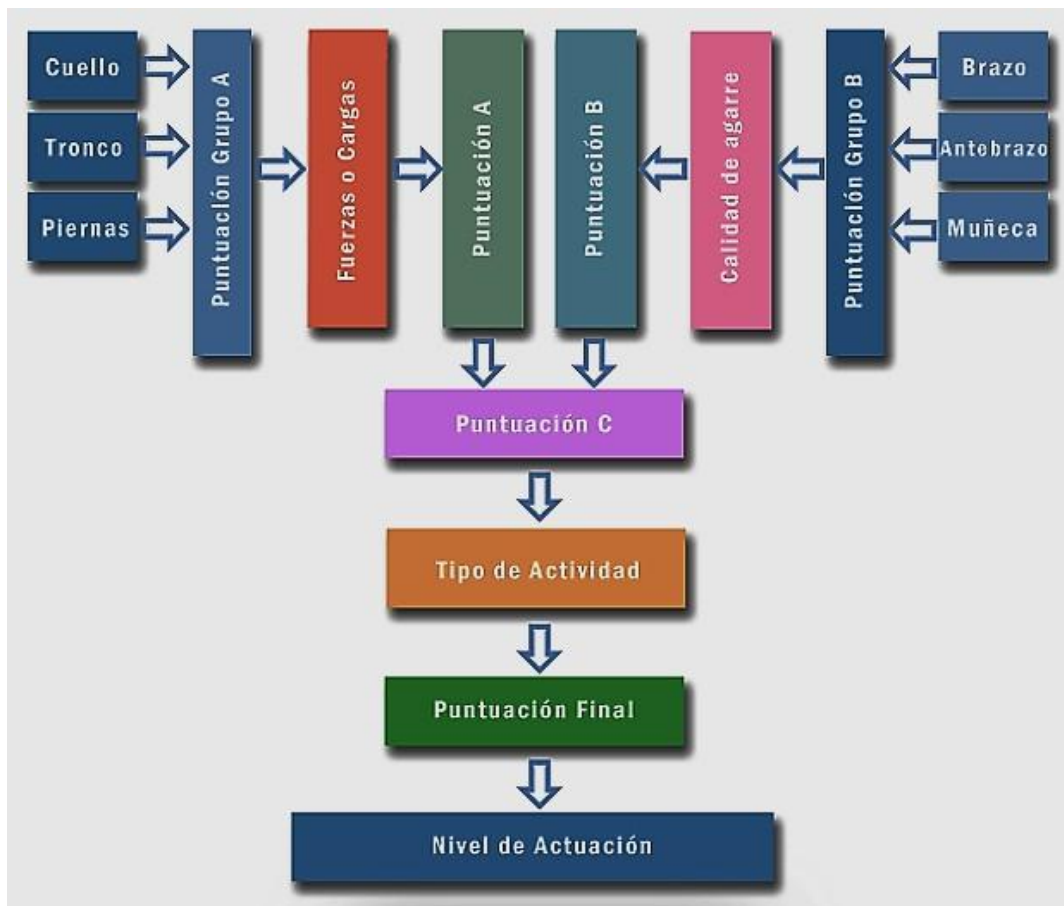 Cuello
Tronco
Piernas
Puntuación Grupo A
Fuerzas o Cargas
Puntuación A
Puntuación B
Calidad de agarre
Puntuación Grupo B
Brazo
Antebrazo
Muñeca
Puntuación C
Tipo de Actividad
Puntuación Final
Nivel de Actuación